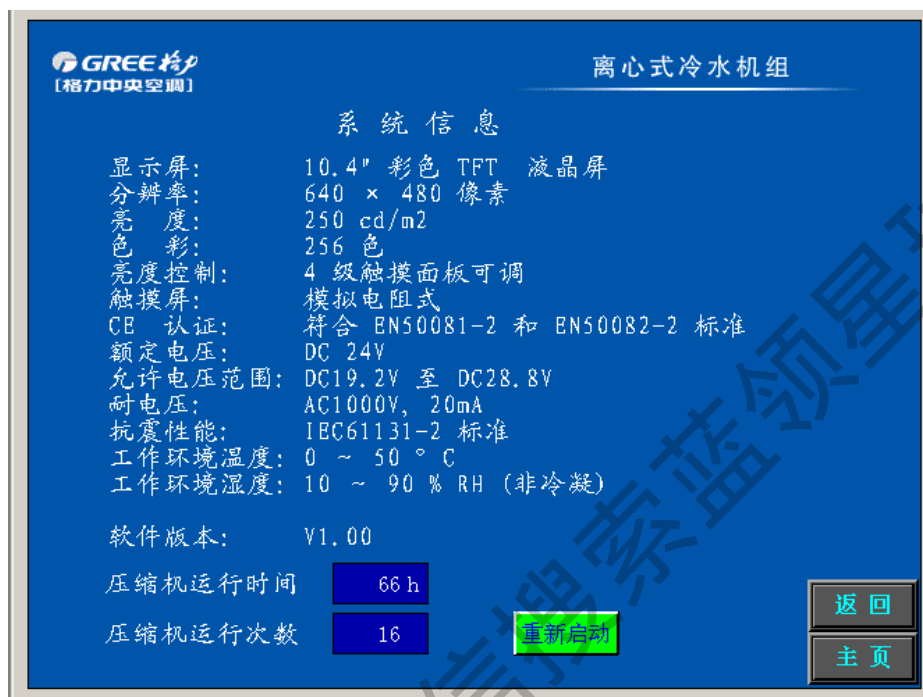 GREE 格力
[格力中央空调]
离心式冷水机组
系统信息
显示屏: 10.4" 彩色 TFT 液晶屏
分辨率: 640 × 480 像素
亮 度: 250 cd/m2
色 彩: 256 色
亮度控制: 4 级触摸面板可调
触摸屏: 模拟电阻式
CE 认证: 符合 EN50081-2 和 EN50082-2 标准
额定电压: DC 24V
允许电压范围: DC19.2V 至 DC28.8V
耐电压: AC1000V, 20mA
抗震性能: IEC61131-2 标准
工作环境温度: 0 ~ 50 ° C
工作环境湿度: 10 ~ 90 % RH (非冷凝)
软件版本: V1.00
压缩机运行时间 66 h
压缩机运行次数 16 重新启动
返回
主页
信搜索蓝领星球